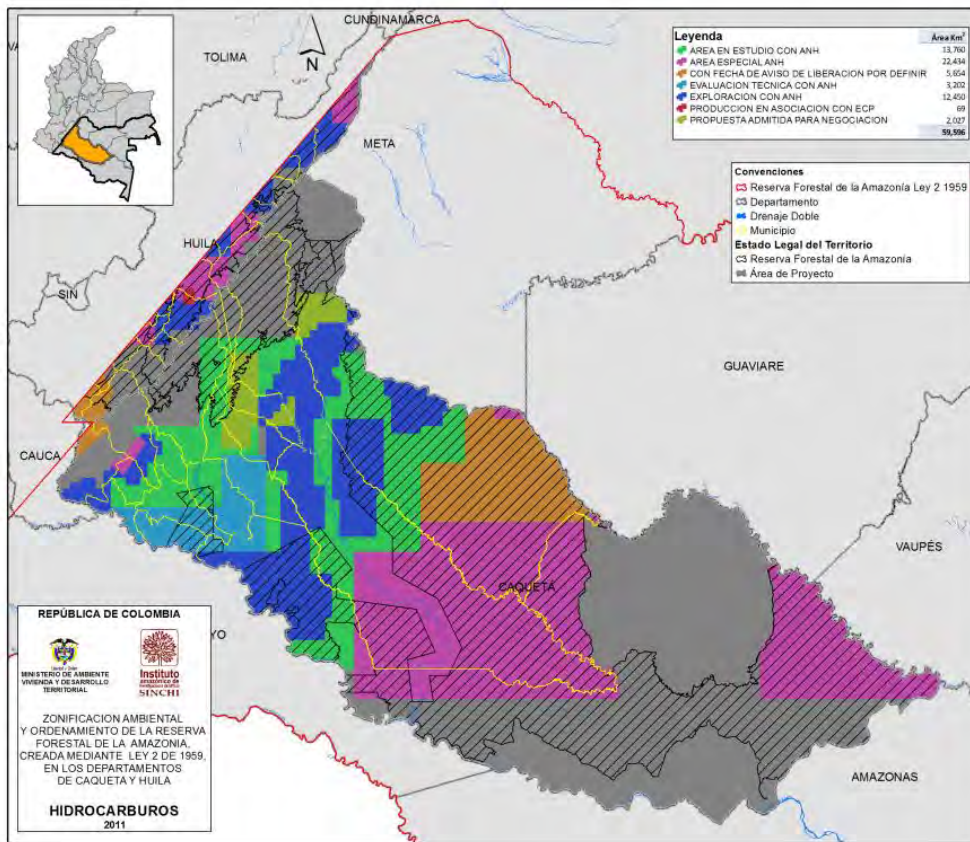 CUNDINAMARCA
TOLIMA
N
META
HUILA
SIN
GUAVIARE
CAUCA
VAUPÉS
CAQUETÁ
YO
AMAZONAS
Leyenda
Área Km²
AREA EN ESTUDIO CON ANH 13,760
AREA ESPECIAL ANH 22,434
CON FECHA DE AVISO DE LIBERACION POR DEFINIR 5,654
EVALUACION TECNICA CON ANH 3,202
EXPLORACION CON ANH 12,450
PRODUCCION EN ASOCIACION CON ECP 69
PROPUESTA ADMITIDA PARA NEGOCIACION 2,027
59,596
Convenciones
Reserva Forestal de la Amazonía Ley 2 1959
Departamento
Drenaje Doble
Municipio
Estado Legal del Territorio
Reserva Forestal de la Amazonía
Área de Proyecto
REPÚBLICA DE COLOMBIA
MINISTERIO DE AMBIENTE
VIVIENDA Y DESARROLLO
TERRITORIAL
Instituto
SINCHI
ZONIFICACION AMBIENTAL
Y ORDENAMIENTO DE LA RESERVA
FORESTAL DE LA AMAZONIA,
CREADA MEDIANTE LEY 2 DE 1959,
EN LOS DEPARTAMENTOS
DE CAQUETA Y HUILA
HIDROCARBUROS
2011